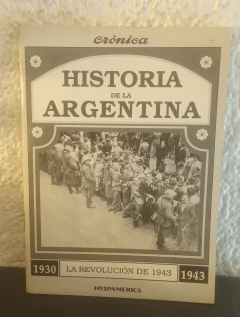 crónica
HISTORIA
DE LA
ARGENTINA
1930
LA REVOLUCIÓN DE 1943
1943
HYSPAMERICA